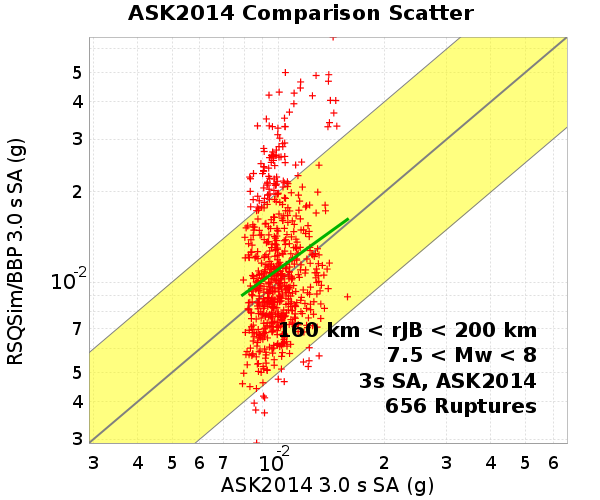 ASK2014 Comparison Scatter
RSQSim/BBP 3.0 s SA (g)
5
4
3
2
10-2
7
5
4
3
160 km < rJB < 200 km
7.5 < Mw < 8
3s SA, ASK2014
656 Ruptures
3 4 5 6 7 10-2 2 3 4 5 6
ASK2014 3.0 s SA (g)